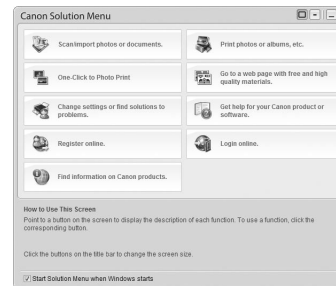 Canon Solution Menu
Scan/import photos or documents.
Print photos or albums, etc.
One-Click to Photo Print
Go to a web page with free and high
quality materials.
Change settings or find solutions to
problems.
Get help for your Canon product or
software.
Register online.
Login online.
Find information on Canon products.
How to Use This Screen
Point to a button on the screen to display the description of each function. To use a function, click the
corresponding button.
Click the buttons on the title bar to change the screen size.
Start Solution Menu when Windows starts